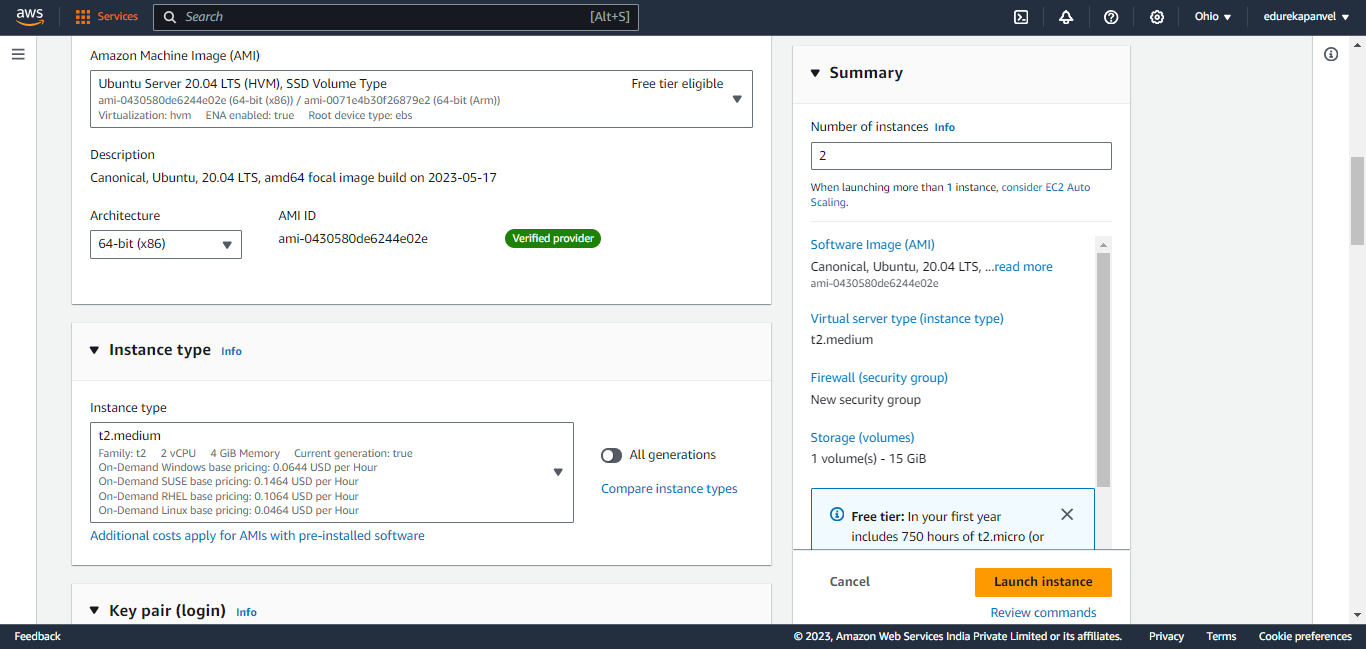 aws
Services
Search
[Alt+S]
Ohio
edurekapanvel
Amazon Machine Image (AMI)
Ubuntu Server 20.04 LTS (HVM), SSD Volume Type
Free tier eligible
ami-0430580de6244e02e (64-bit (x86)) / ami-0071e4b30f26879e2 (64-bit (Arm))
Virtualization: hvm ENA enabled: true Root device type: ebs
Description
Canonical, Ubuntu, 20.04 LTS, amd64 focal image build on 2023-05-17
Architecture
AMI ID
64-bit (x86)
ami-0430580de6244e02e
Verified provider
Instance type Info
Instance type
t2.medium
Family: t2 2 vCPU 4 GiB Memory Current generation: true
On-Demand Windows base pricing: 0.0644 USD per Hour
On-Demand SUSE base pricing: 0.1464 USD per Hour
On-Demand RHEL base pricing: 0.1064 USD per Hour
On-Demand Linux base pricing: 0.0464 USD per Hour
All generations
Compare instance types
Additional costs apply for AMIs with pre-installed software
Key pair (login) Info
Summary
Number of instances Info
2
When launching more than 1 instance, consider EC2 Auto
Scaling.
Software Image (AMI)
Canonical, Ubuntu, 20.04 LTS, ...read more
ami-0430580de6244e02e
Virtual server type (instance type)
t2.medium
Firewall (security group)
New security group
Storage (volumes)
1 volume(s) - 15 GiB
Free tier: In your first year
includes 750 hours of t2.micro (or
Cancel
Launch instance
Review commands
Feedback
© 2023, Amazon Web Services India Private Limited or its affiliates.
Privacy
Terms
Cookie preferences